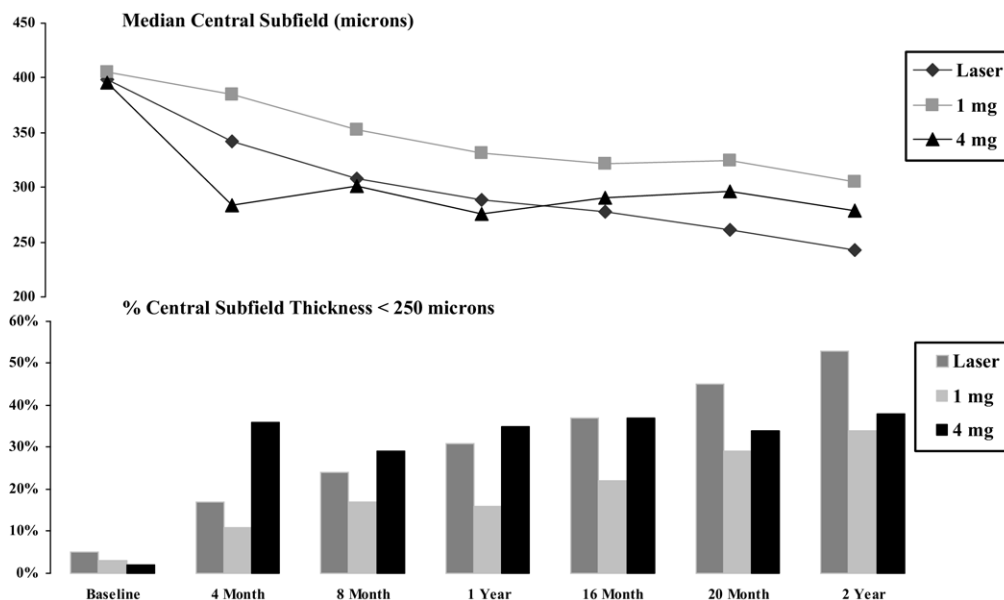 Median Central Subfield (microns)
450
400
350
300
250
200
Laser
1 mg
4 mg
% Central Subfield Thickness < 250 microns
60%
50%
40%
30%
20%
10%
0%
Laser
1 mg
4 mg
Baseline 4 Month 8 Month 1 Year 16 Month 20 Month 2 Year